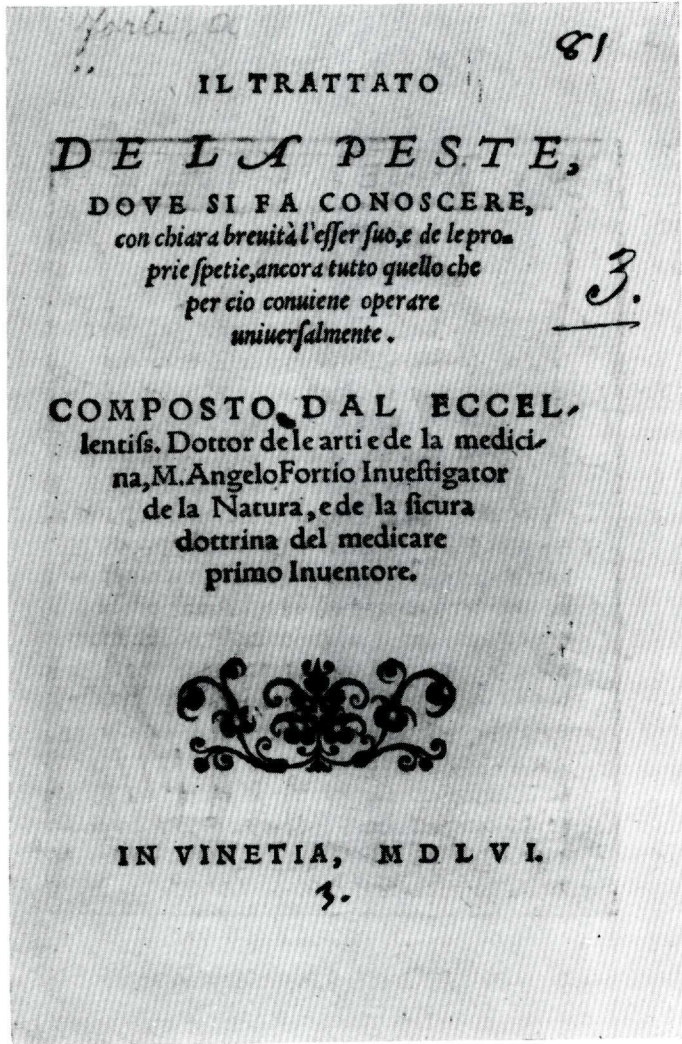 81
IL TRATTATO
DE LA PESTE,
DOVE SI FA CONOSCERE,
con chiara breuità l'eſſer ſuo,e de le pro-
prie ſpetie,ancora tutto quello che
per cio conuiene operare
uniuerſalmente.
3.
COMPOSTO DAL ECCEL-
lentiſs. Dottor de le arti e de la medici-
na, M. Angelo Fortio Inueſtigator
de la Natura, e de la ſicura
dottrina del medicare
primo Inuentore.
IN VINETIA, MDLVI.
3.